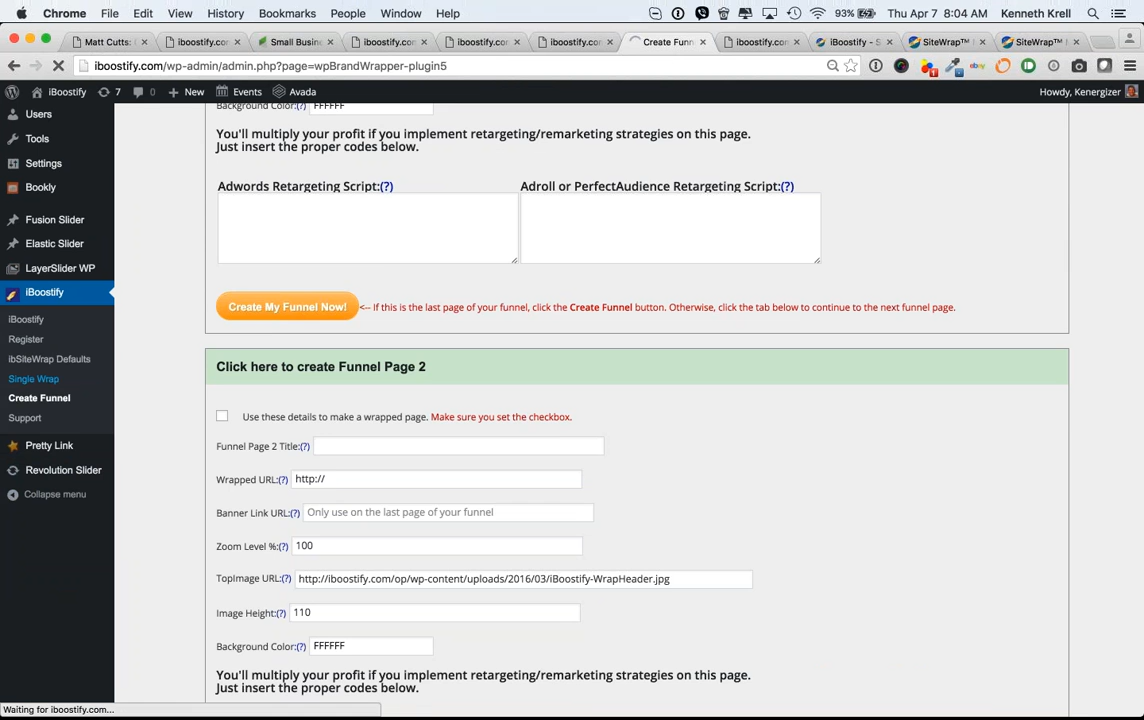 Chrome File Edit View History Bookmarks People Window Help 93% Thu Apr 7 8:04 AM Kenneth Krell
Matt Cutts: iboostify.con Small Busin iboostify.con iboostify.con iboostify.con Create Funn iboostify.con iBoostify - S SiteWrap™ | SiteWrap™ |
iboostify.com/wp-admin/admin.php?page=wpBrandWrapper-plugin5
iBoostify 7 0 New Events Avada Howdy, Kenergizer
Users
Tools
Settings
Bookly
Fusion Slider
Elastic Slider
LayerSlider WP
iBoostify
iBoostify
Register
ibSiteWrap Defaults
Single Wrap
Create Funnel
Support
Pretty Link
Revolution Slider
Collapse menu
Background Color:(?) FFFFFF
You'll multiply your profit if you implement retargeting/remarketing strategies on this page.
Just insert the proper codes below.
Adwords Retargeting Script:(?) Adroll or PerfectAudience Retargeting Script:(?)
Create My Funnel Now! <-- If this is the last page of your funnel, click the Create Funnel button. Otherwise, click the tab below to continue to the next funnel page.
Click here to create Funnel Page 2
Use these details to make a wrapped page. Make sure you set the checkbox.
Funnel Page 2 Title:(?)
Wrapped URL:(?) http://
Banner Link URL:(?) Only use on the last page of your funnel
Zoom Level %:(?) 100
TopImage URL:(?) http://iboostify.com/op/wp-content/uploads/2016/03/iBoostify-WrapHeader.jpg
Image Height:(?) 110
Background Color:(?) FFFFFF
You'll multiply your profit if you implement retargeting/remarketing strategies on this page.
Just insert the proper codes below.
Waiting for iboostify.com...